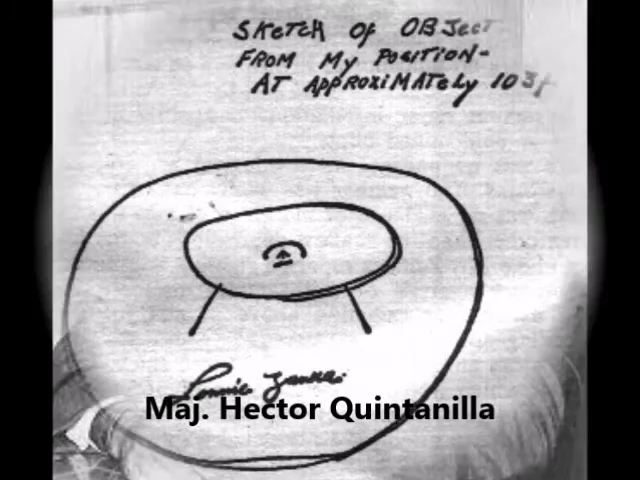 SKETCH OF OBJECT
FROM MY POSITION-
AT APPROXIMATELY 103
Lonnie Zamora
Maj. Hector Quintanilla